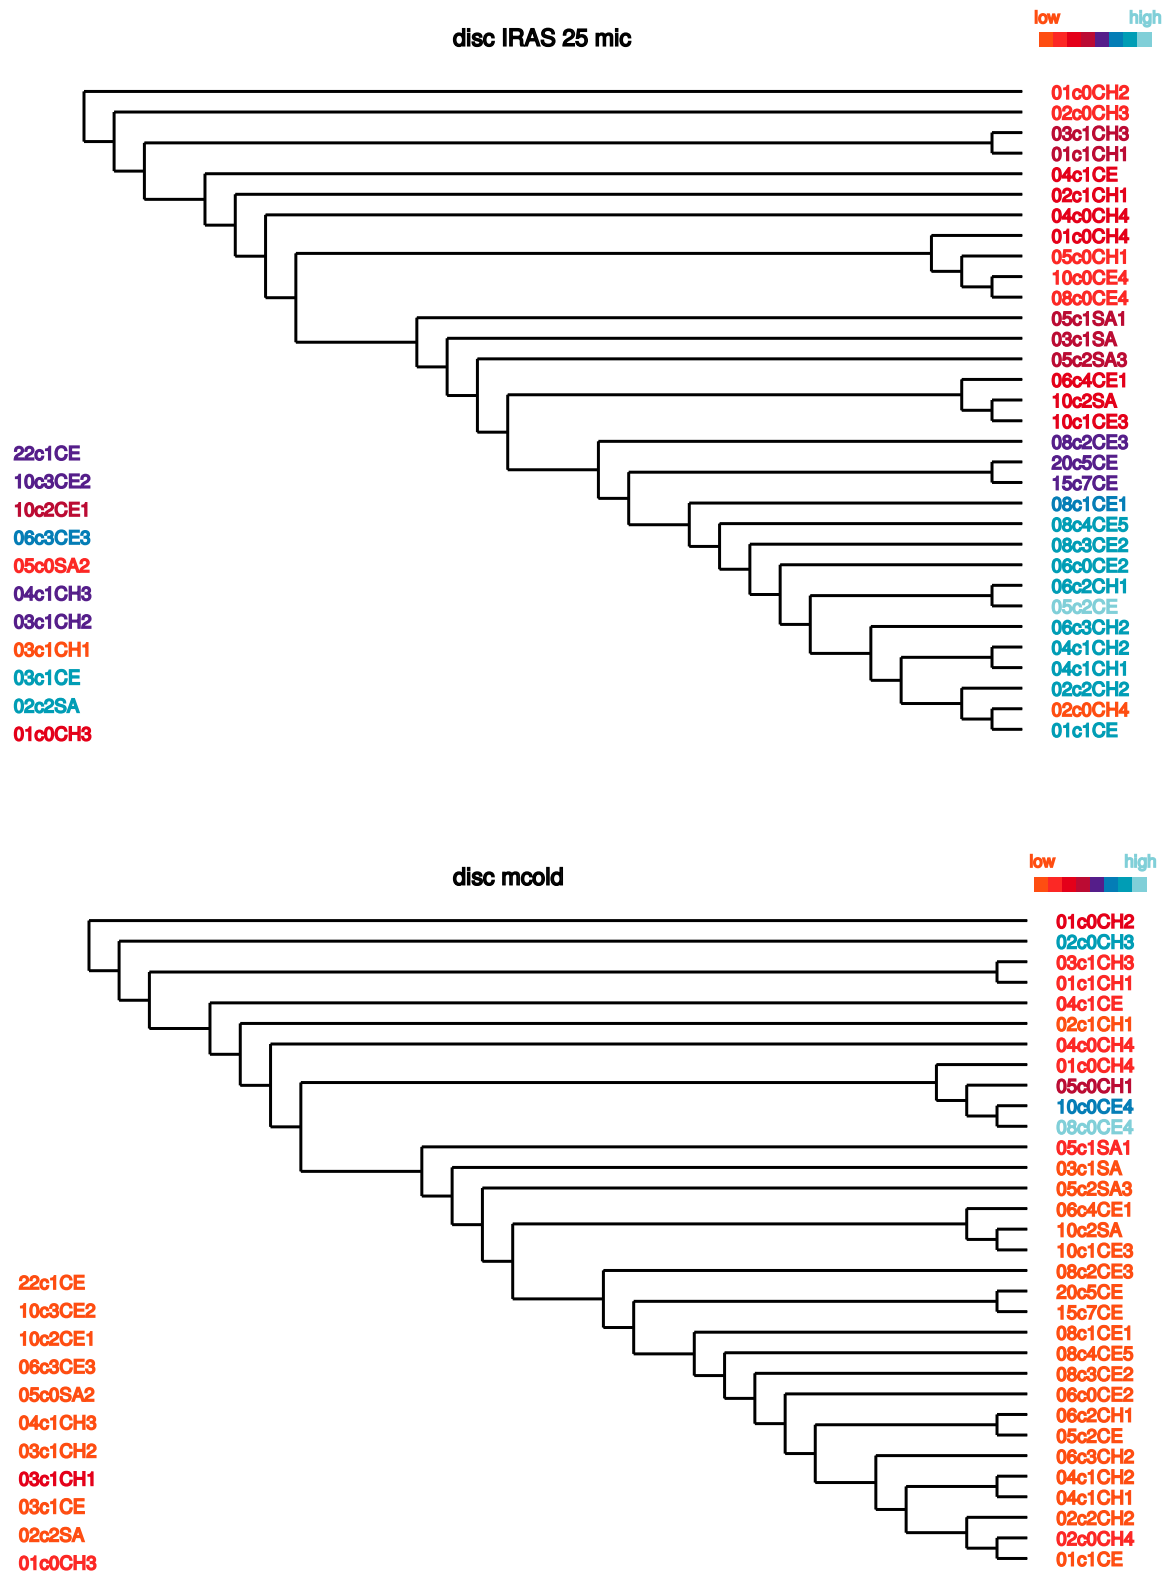 low high
disc IRAS 25 mic
01c0CH2
02c0CH3
03c1CH3
01c1CH1
04c1CE
02c1CH1
04c0CH4
01c0CH4
05c0CH1
10c0CE4
08c0CE4
05c1SA1
03c1SA
05c2SA3
06c4CE1
10c2SA
10c1CE3
08c2CE3
20c5CE
15c7CE
08c1CE1
08c4CE5
08c3CE2
06c0CE2
06c2CH1
05c2CE
06c3CH2
04c1CH2
04c1CH1
02c2CH2
02c0CH4
01c1CE
22c1CE
10c3CE2
10c2CE1
06c3CE3
05c0SA2
04c1CH3
03c1CH2
03c1CH1
03c1CE
02c2SA
01c0CH3
low high
disc mcold
01c0CH2
02c0CH3
03c1CH3
01c1CH1
04c1CE
02c1CH1
04c0CH4
01c0CH4
05c0CH1
10c0CE4
08c0CE4
05c1SA1
03c1SA
05c2SA3
06c4CE1
10c2SA
10c1CE3
08c2CE3
20c5CE
15c7CE
08c1CE1
08c4CE5
08c3CE2
06c0CE2
06c2CH1
05c2CE
06c3CH2
04c1CH2
04c1CH1
02c2CH2
02c0CH4
01c1CE
22c1CE
10c3CE2
10c2CE1
06c3CE3
05c0SA2
04c1CH3
03c1CH2
03c1CH1
03c1CE
02c2SA
01c0CH3